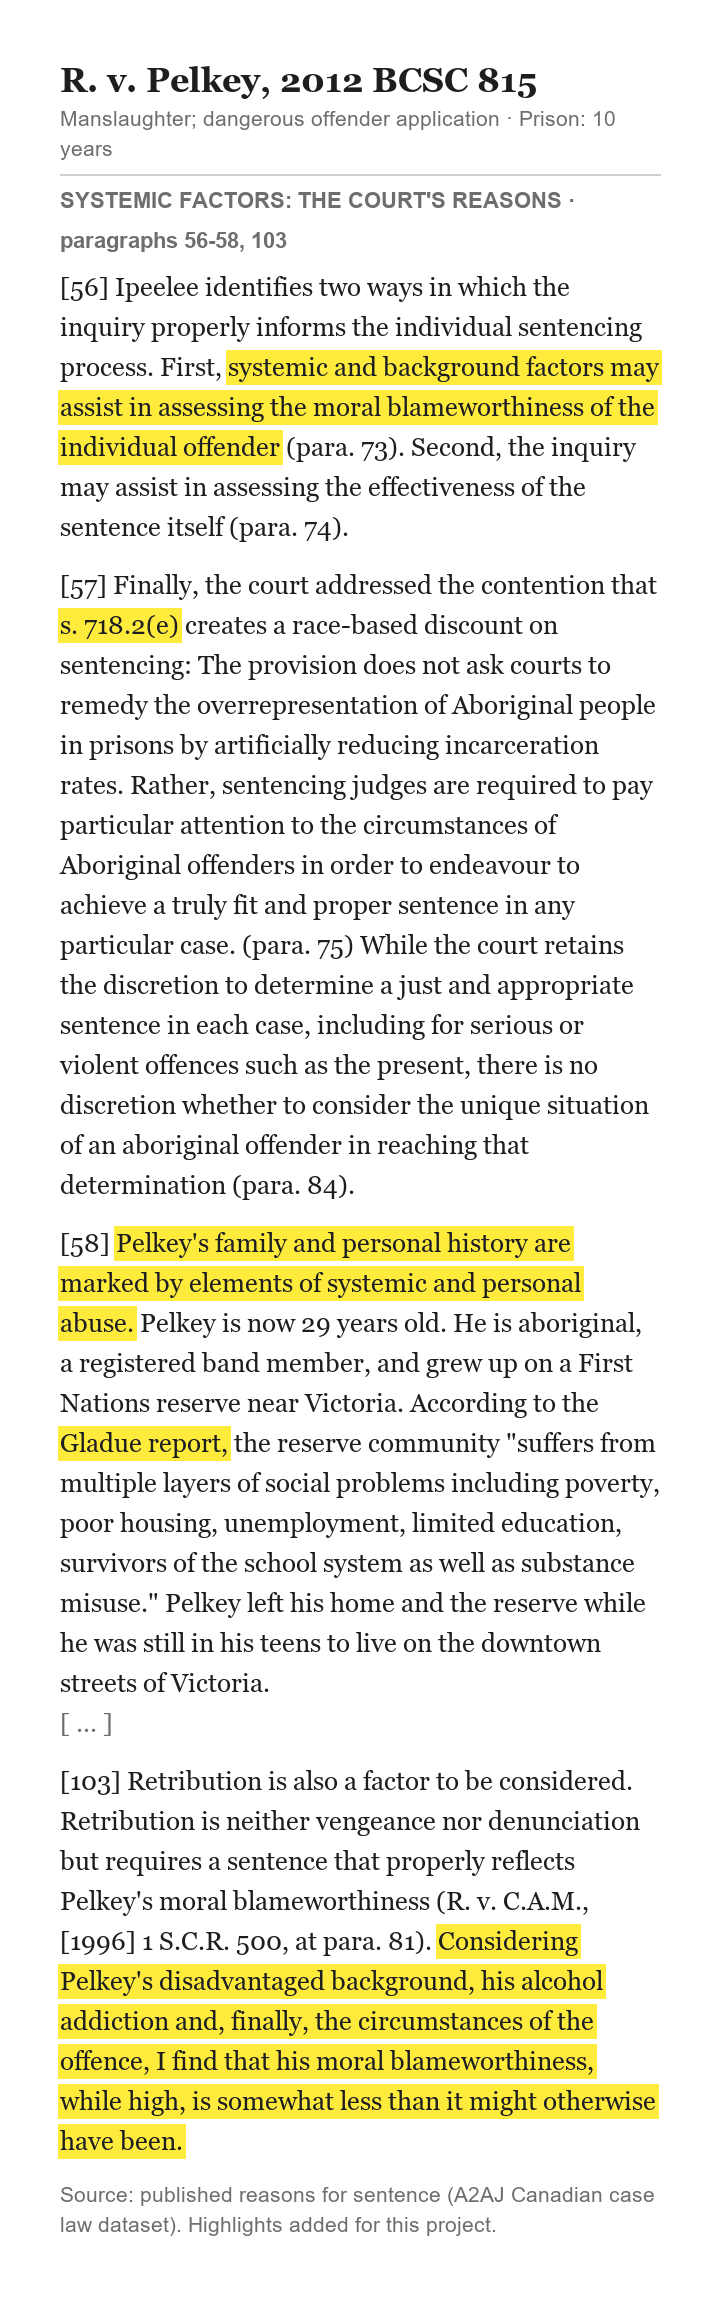 R. v. Pelkey, 2012 BCSC 815
Manslaughter; dangerous offender application · Prison: 10
years
SYSTEMIC FACTORS: THE COURT'S REASONS ·
paragraphs 56-58, 103
[56] Ipeelee identifies two ways in which the
inquiry properly informs the individual sentencing
process. First, systemic and background factors may
assist in assessing the moral blameworthiness of the
individual offender (para. 73). Second, the inquiry
may assist in assessing the effectiveness of the
sentence itself (para. 74).
[57] Finally, the court addressed the contention that
s. 718.2(e) creates a race-based discount on
sentencing: The provision does not ask courts to
remedy the overrepresentation of Aboriginal people
in prisons by artificially reducing incarceration
rates. Rather, sentencing judges are required to pay
particular attention to the circumstances of
Aboriginal offenders in order to endeavour to
achieve a truly fit and proper sentence in any
particular case. (para. 75) While the court retains
the discretion to determine a just and appropriate
sentence in each case, including for serious or
violent offences such as the present, there is no
discretion whether to consider the unique situation
of an aboriginal offender in reaching that
determination (para. 84).
[58] Pelkey's family and personal history are
marked by elements of systemic and personal
abuse. Pelkey is now 29 years old. He is aboriginal,
a registered band member, and grew up on a First
Nations reserve near Victoria. According to the
Gladue report, the reserve community "suffers from
multiple layers of social problems including poverty,
poor housing, unemployment, limited education,
survivors of the school system as well as substance
misuse." Pelkey left his home and the reserve while
he was still in his teens to live on the downtown
streets of Victoria.
[ ... ]
[103] Retribution is also a factor to be considered.
Retribution is neither vengeance nor denunciation
but requires a sentence that properly reflects
Pelkey's moral blameworthiness (R. v. C.A.M.,
[1996] 1 S.C.R. 500, at para. 81). Considering
Pelkey's disadvantaged background, his alcohol
addiction and, finally, the circumstances of the
offence, I find that his moral blameworthiness,
while high, is somewhat less than it might otherwise
have been.
Source: published reasons for sentence (A2AJ Canadian case
law dataset). Highlights added for this project.